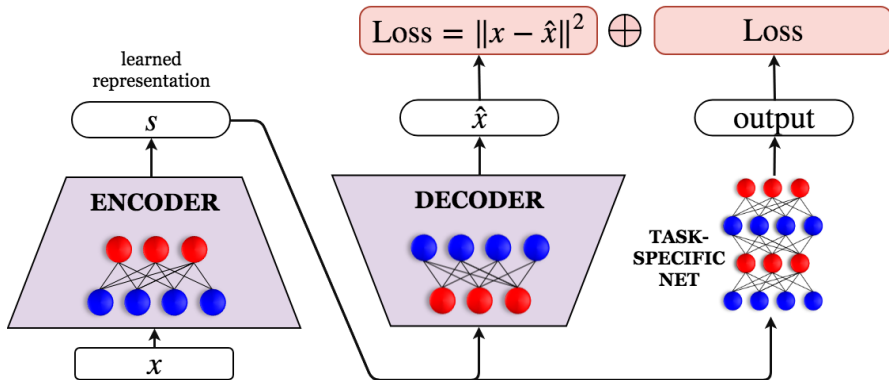 Loss = ‖x − x̂‖² ⊕ Loss
learned
representation
s
x̂
output
ENCODER
DECODER
TASK-
SPECIFIC
NET
x